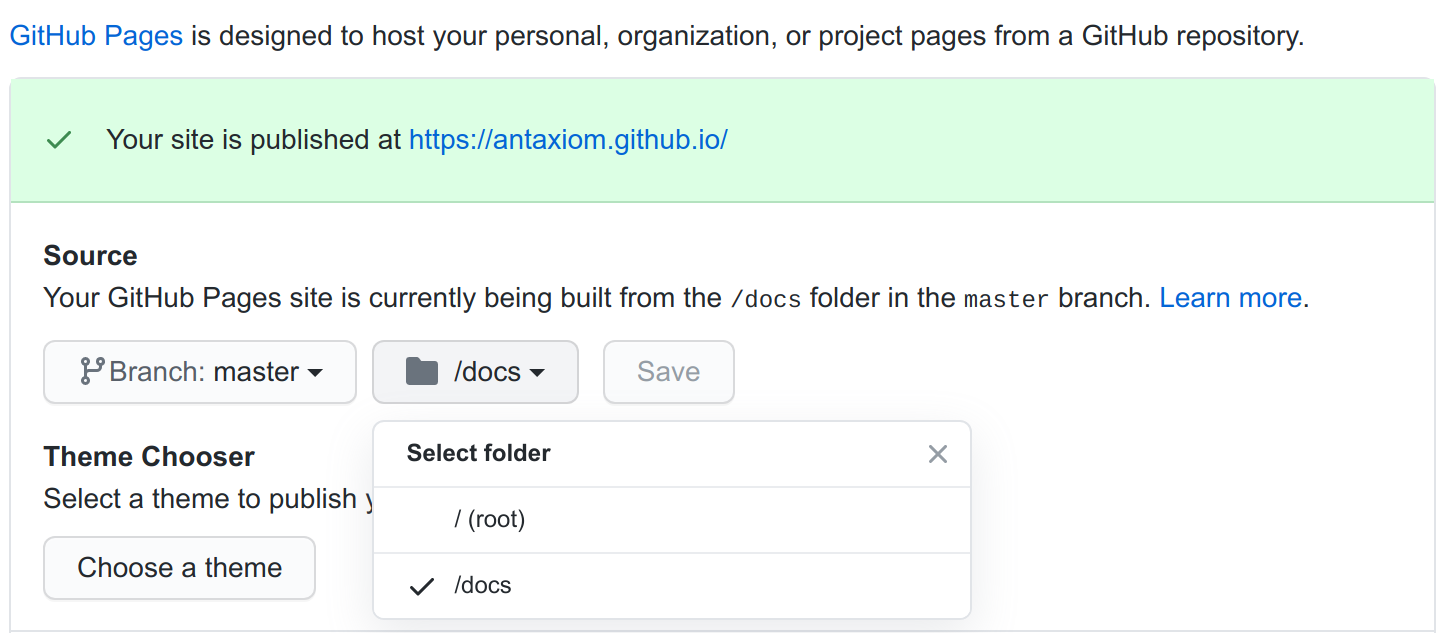 GitHub Pages is designed to host your personal, organization, or project pages from a GitHub repository.
Your site is published at https://antaxiom.github.io/
Source
Your GitHub Pages site is currently being built from the /docs folder in the master branch. Learn more.
Branch: master /docs Save
Theme Chooser
Select a theme to publish
Choose a theme
Select folder
/ (root)
/docs